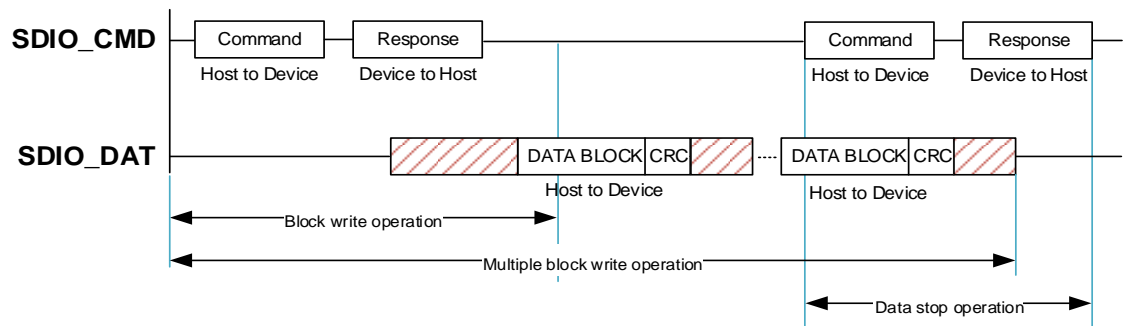 SDIO_CMD Command Response Command Response
Host to Device Device to Host Host to Device Device to Host
SDIO_DAT DATA BLOCK CRC DATA BLOCK CRC
Host to Device Host to Device
Block write operation
Multiple block write operation
Data stop operation